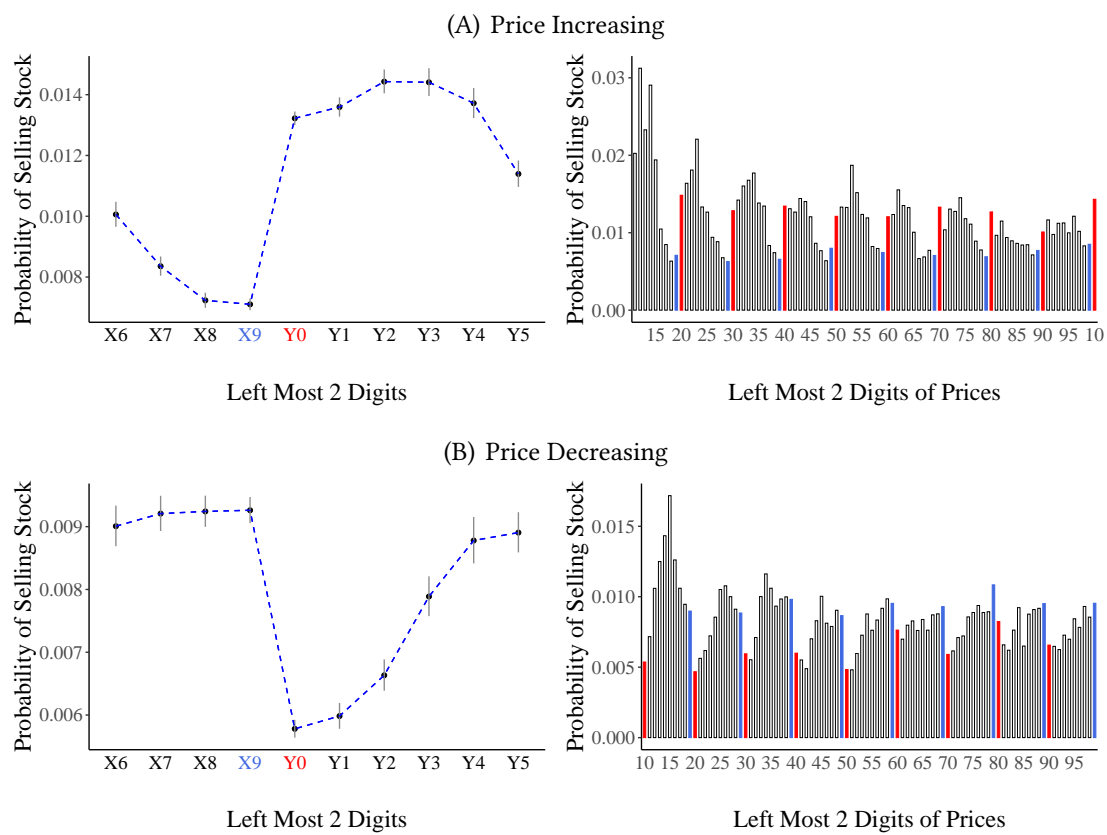 (A) Price Increasing
Probability of Selling Stock
0.014
0.012
0.010
0.008
X6 X7 X8 X9 Y0 Y1 Y2 Y3 Y4 Y5
Left Most 2 Digits
Probability of Selling Stock
0.03
0.02
0.01
0.00
15 20 25 30 35 40 45 50 55 60 65 70 75 80 85 90 95 10
Left Most 2 Digits of Prices
(B) Price Decreasing
Probability of Selling Stock
0.009
0.008
0.007
0.006
X6 X7 X8 X9 Y0 Y1 Y2 Y3 Y4 Y5
Left Most 2 Digits
Probability of Selling Stock
0.015
0.010
0.005
0.000
10 15 20 25 30 35 40 45 50 55 60 65 70 75 80 85 90 95
Left Most 2 Digits of Prices